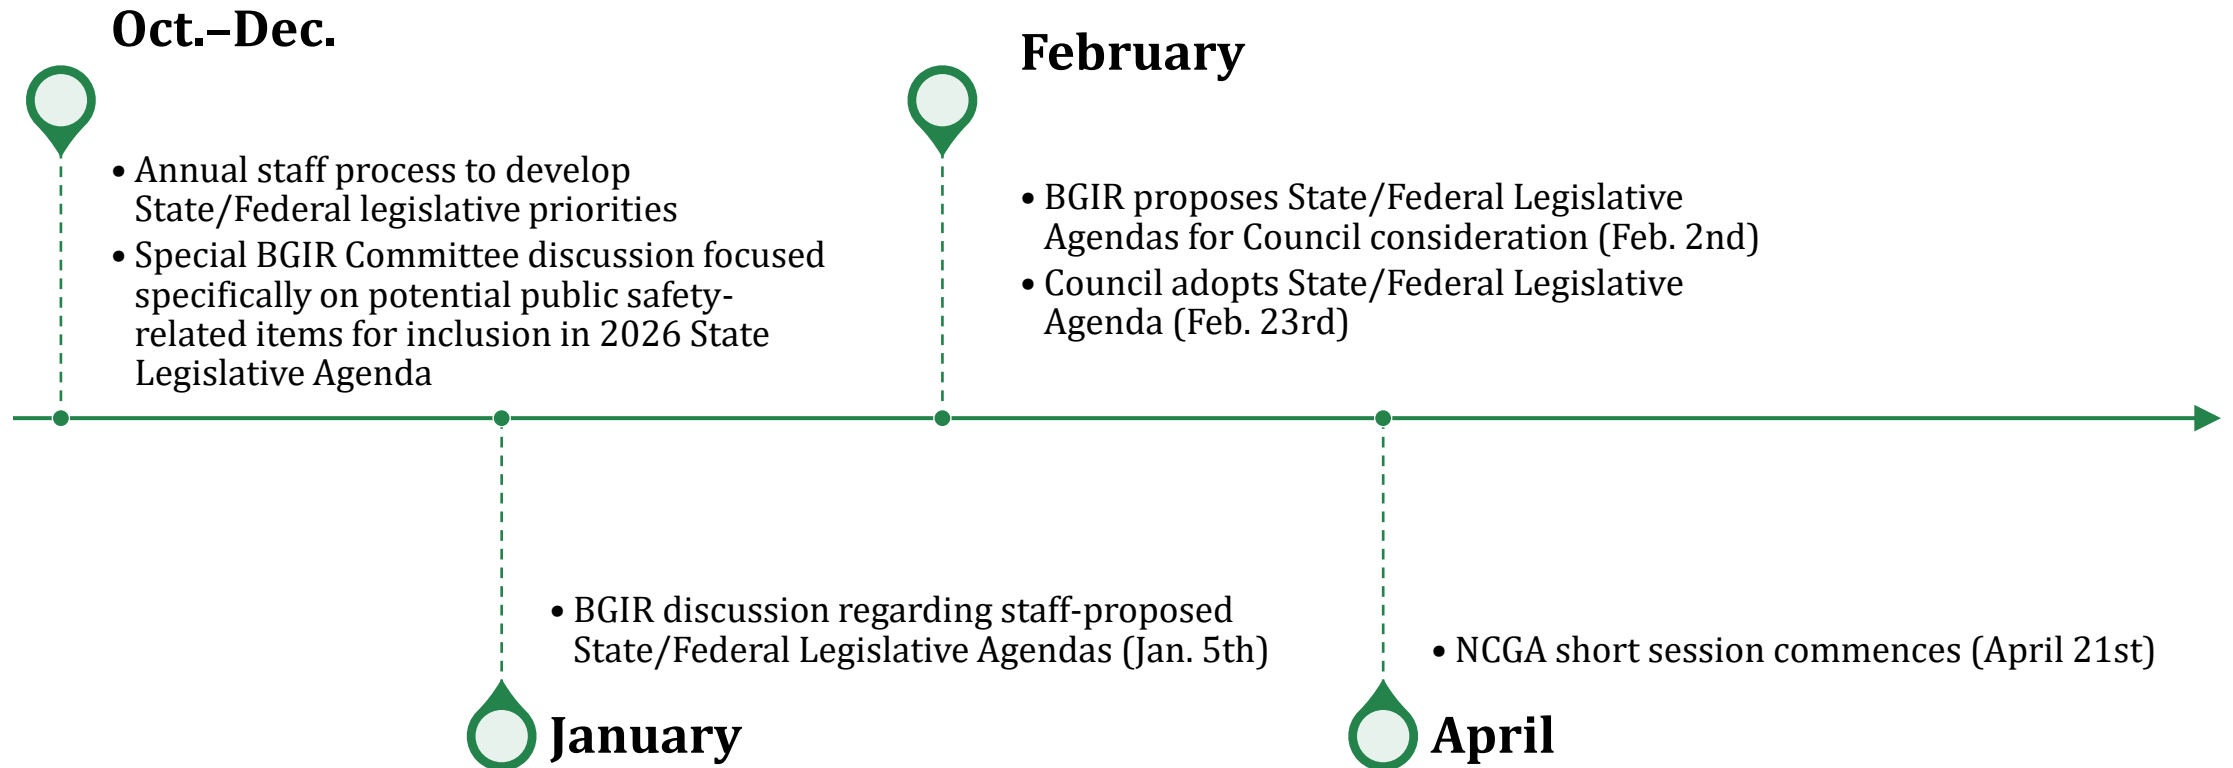 Oct.–Dec.
• Annual staff process to develop
State/Federal legislative priorities
• Special BGIR Committee discussion focused
specifically on potential public safety-
related items for inclusion in 2026 State
Legislative Agenda
• BGIR discussion regarding staff-proposed
State/Federal Legislative Agendas (Jan. 5th)
January
February
• BGIR proposes State/Federal Legislative
Agendas for Council consideration (Feb. 2nd)
• Council adopts State/Federal Legislative
Agenda (Feb. 23rd)
• NCGA short session commences (April 21st)
April